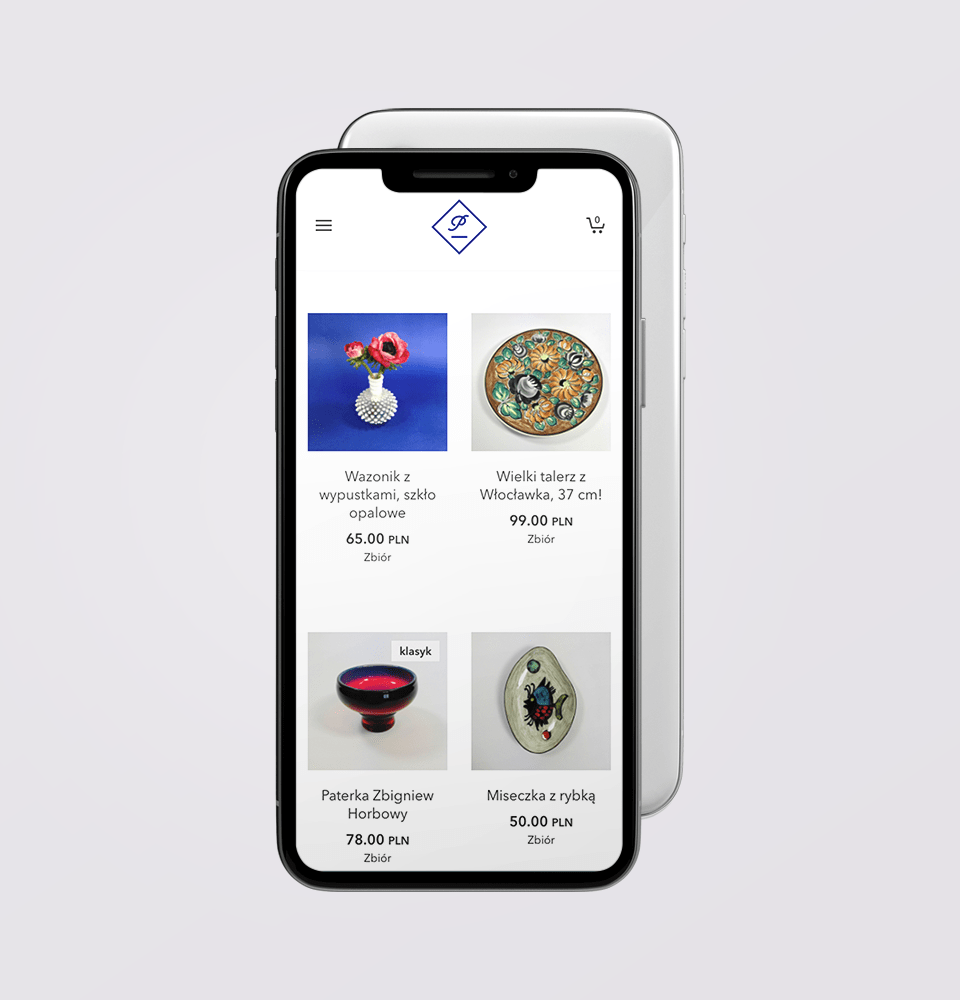 P
0
Wazonik z
wypustkami, szkło
opalowe
65.00 PLN
Zbiór
Wielki talerz z
Włocławka, 37 cm!
99.00 PLN
Zbiór
klasyk
Paterka Zbigniew
Horbowy
78.00 PLN
Zbiór
Miseczka z rybką
50.00 PLN
Zbiór